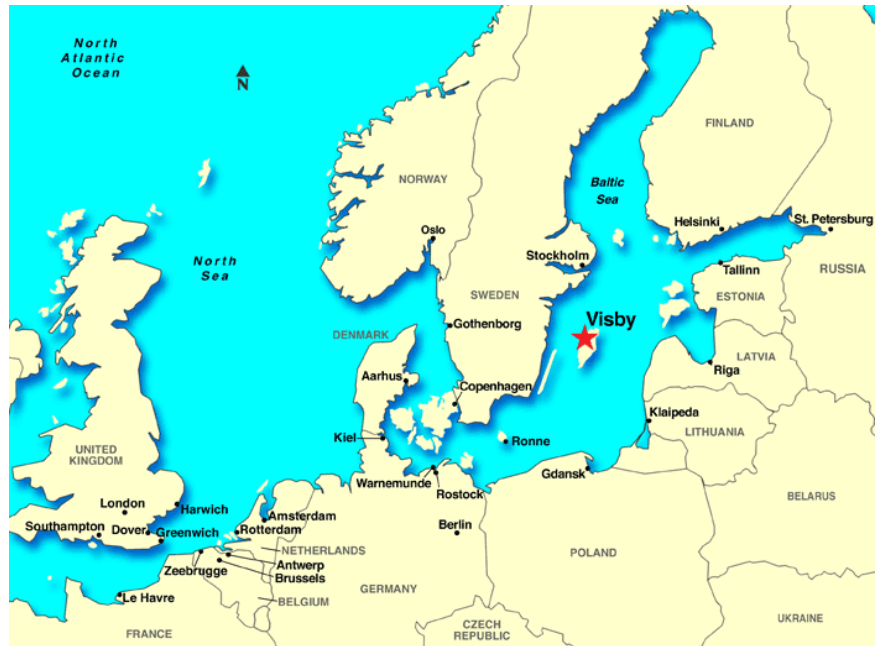 North
Atlantic
Ocean
N
FINLAND
NORWAY
Baltic
Sea
Helsinki
St. Petersburg
Oslo
North
Sea
Stockholm
Tallinn
RUSSIA
SWEDEN
ESTONIA
Visby
Gothenborg
DENMARK
LATVIA
Riga
Aarhus
Copenhagen
Klaipeda
LITHUANIA
Kiel
Ronne
UNITED
KINGDOM
Gdansk
Warnemunde
Rostock
BELARUS
London
Harwich
Amsterdam
Berlin
Southampton
Dover
Greenwich
Rotterdam
NETHERLANDS
POLAND
Antwerp
Zeebrugge
Brussels
GERMANY
Le Havre
BELGIUM
UKRAINE
CZECH
REPUBLIC
FRANCE